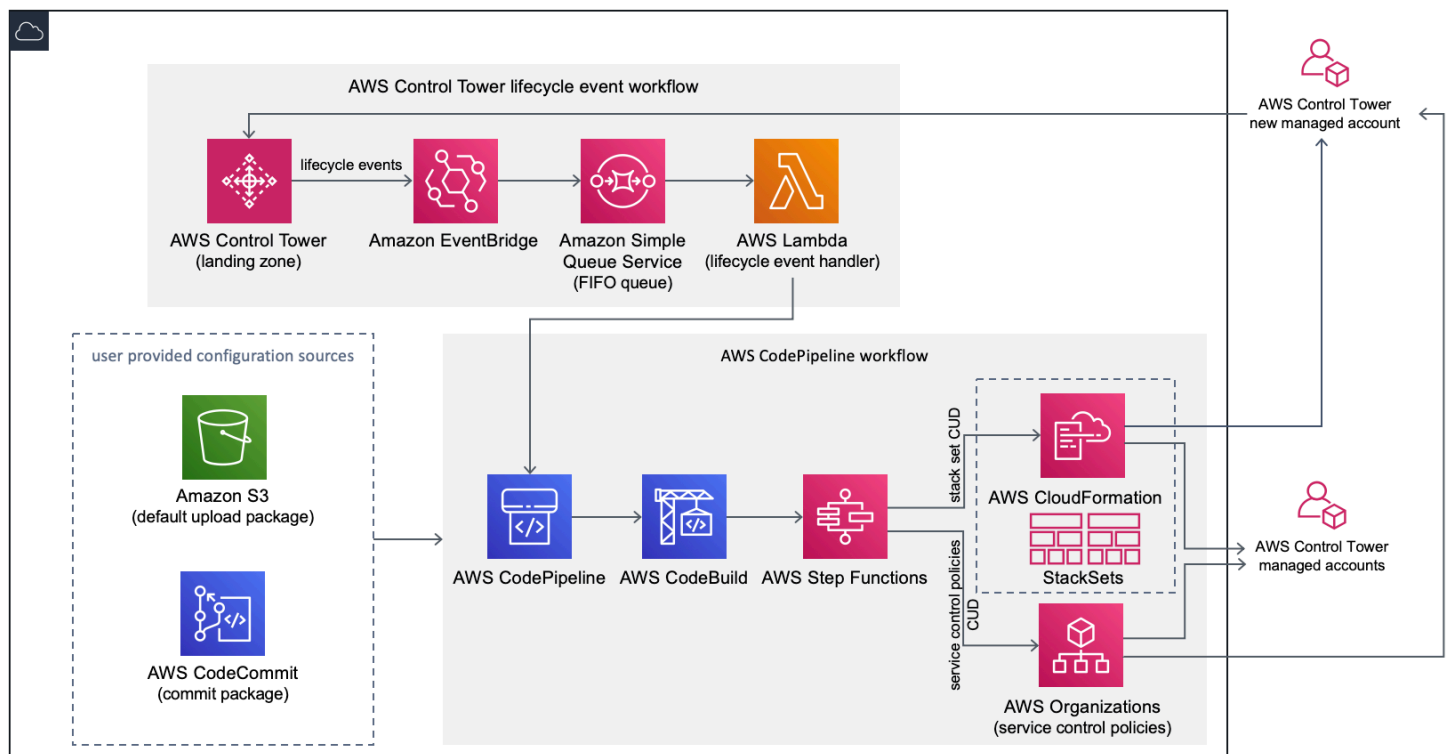 AWS Control Tower lifecycle event workflow
AWS Control Tower
new managed account
lifecycle events
AWS Control Tower
(landing zone)
Amazon EventBridge
Amazon Simple
Queue Service
(FIFO queue)
AWS Lambda
(lifecycle event handler)
user provided configuration sources
Amazon S3
(default upload package)
AWS CodeCommit
(commit package)
AWS CodePipeline workflow
AWS CodePipeline
AWS CodeBuild
AWS Step Functions
stack set CUD
service control policies
CUD
AWS CloudFormation
StackSets
AWS Organizations
(service control policies)
AWS Control Tower
managed accounts